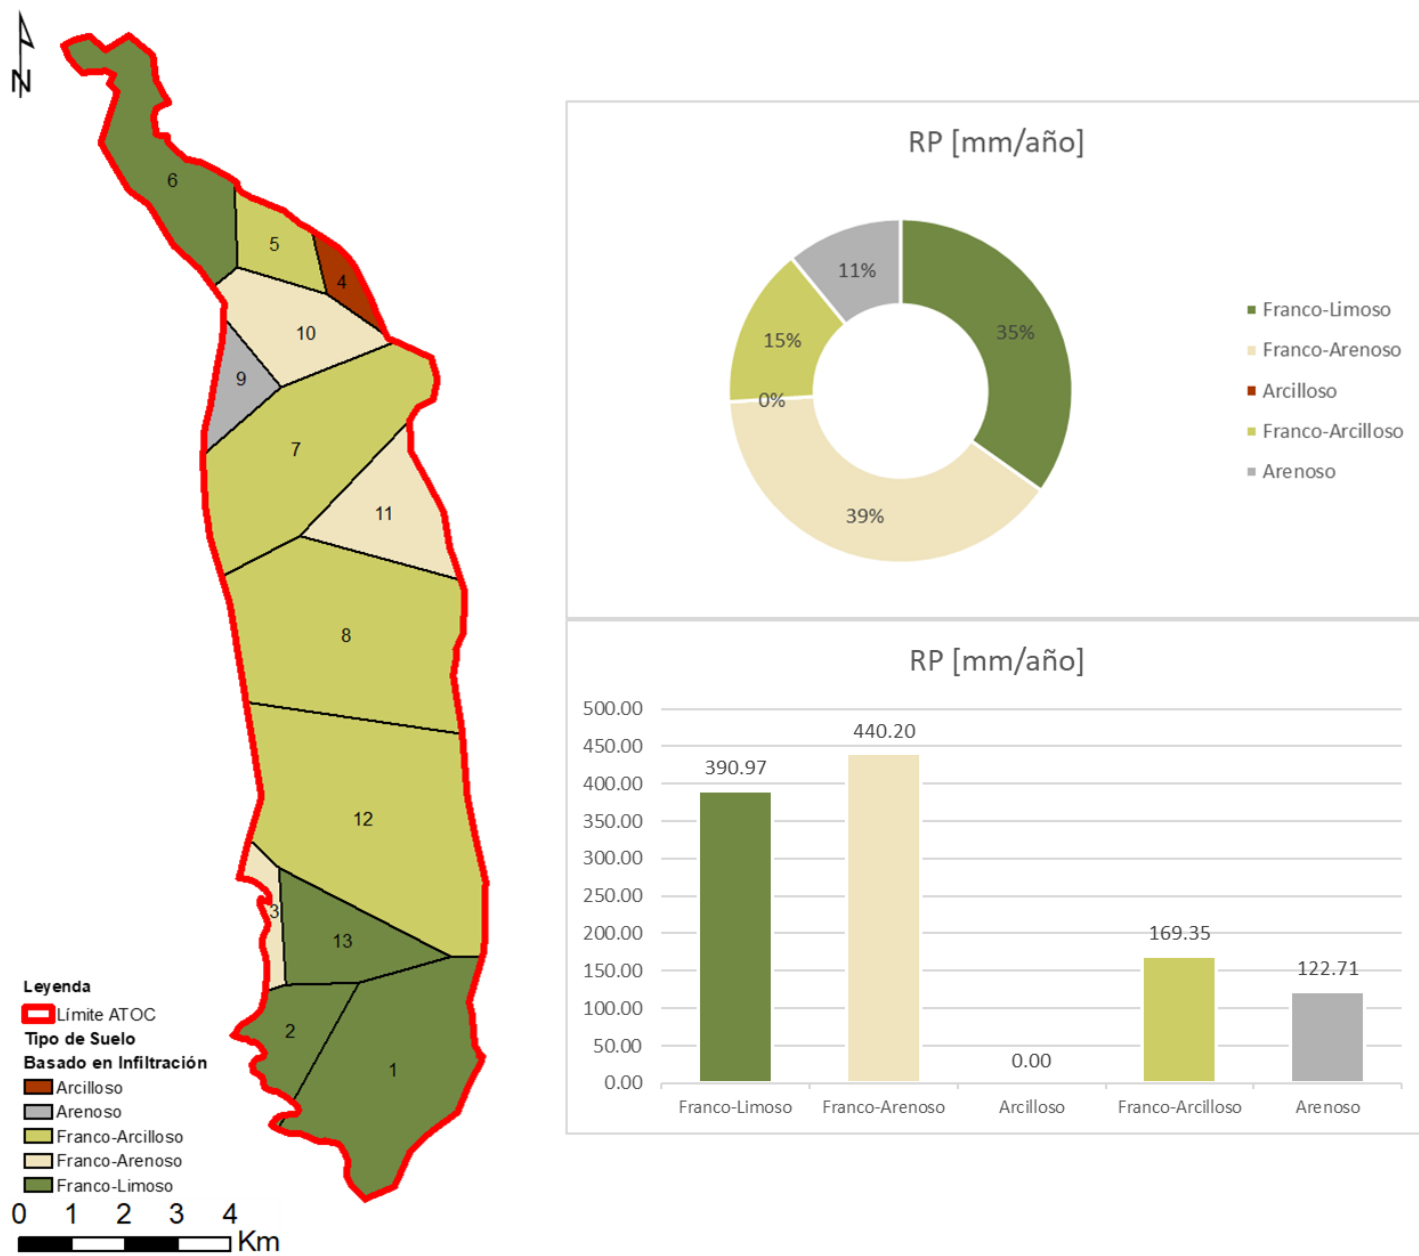 N
6
5
4
10
9
7
11
8
12
3
13
2
1
Leyenda
Límite ATOC
Tipo de Suelo
Basado en Infiltración
Arcilloso
Arenoso
Franco-Arcilloso
Franco-Arenoso
Franco-Limoso
0 1 2 3 4
Km
RP [mm/año]
35%
39%
0%
15%
11%
Franco-Limoso
Franco-Arenoso
Arcilloso
Franco-Arcilloso
Arenoso
RP [mm/año]
500.00
450.00
400.00
350.00
300.00
250.00
200.00
150.00
100.00
50.00
0.00
390.97
440.20
0.00
169.35
122.71
Franco-Limoso
Franco-Arenoso
Arcilloso
Franco-Arcilloso
Arenoso